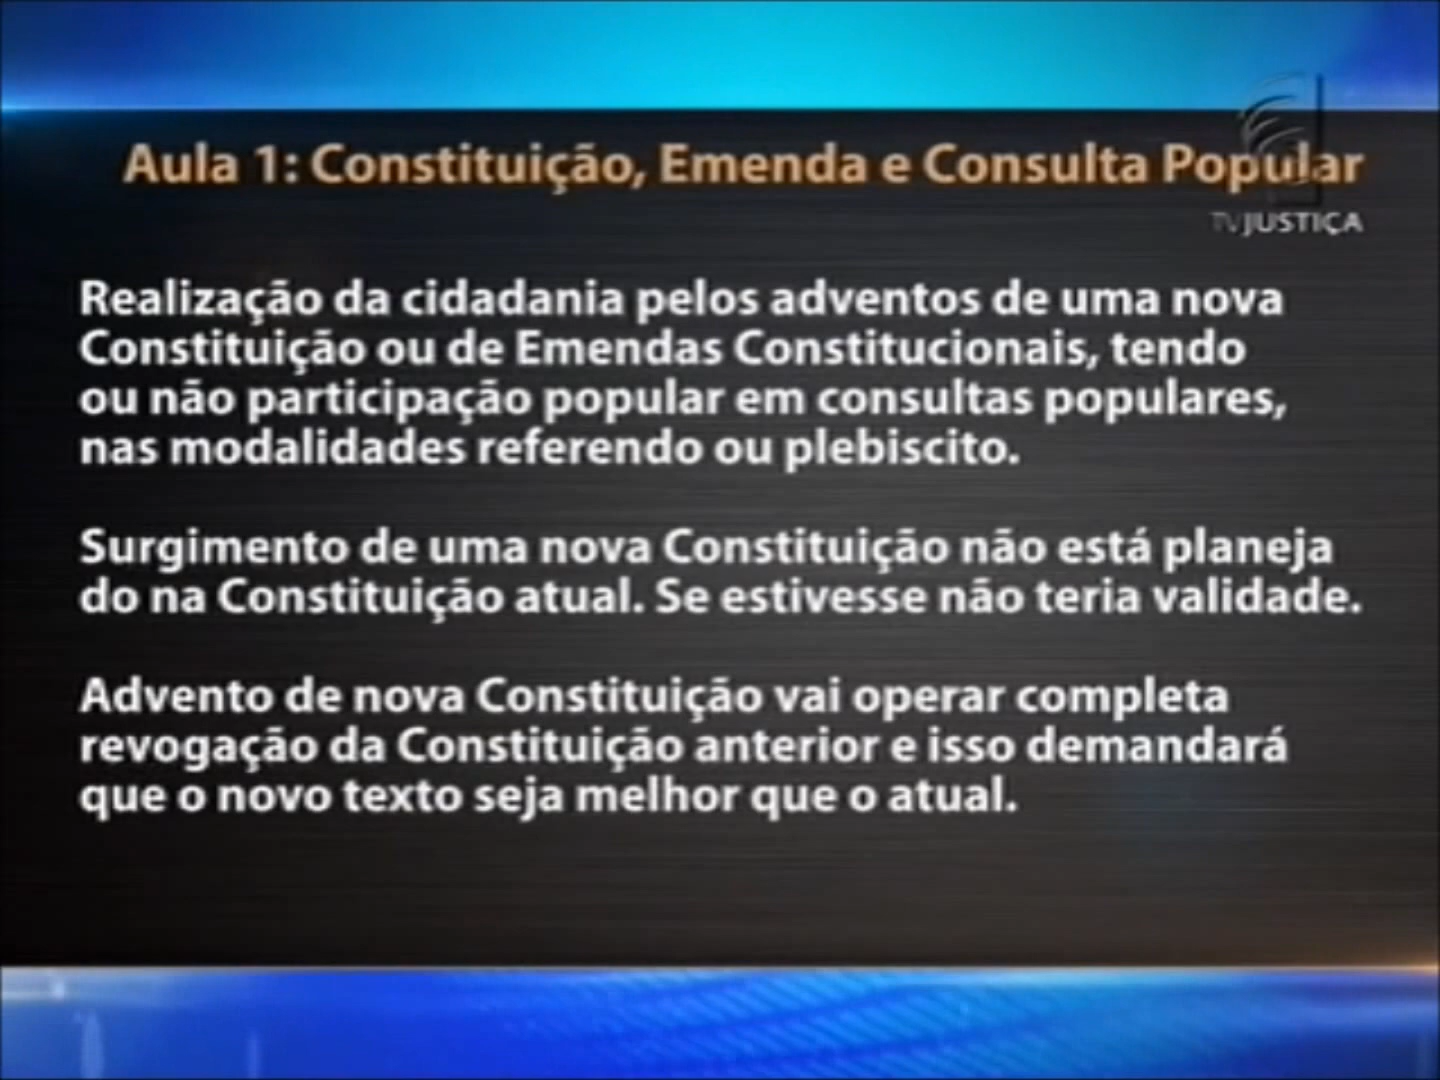 Aula 1: Constituição, Emenda e Consulta Popular
TVJUSTIÇA
Realização da cidadania pelos adventos de uma nova
Constituição ou de Emendas Constitucionais, tendo
ou não participação popular em consultas populares,
nas modalidades referendo ou plebiscito.
Surgimento de uma nova Constituição não está planeja
do na Constituição atual. Se estivesse não teria validade.
Advento de nova Constituição vai operar completa
revogação da Constituição anterior e isso demandará
que o novo texto seja melhor que o atual.